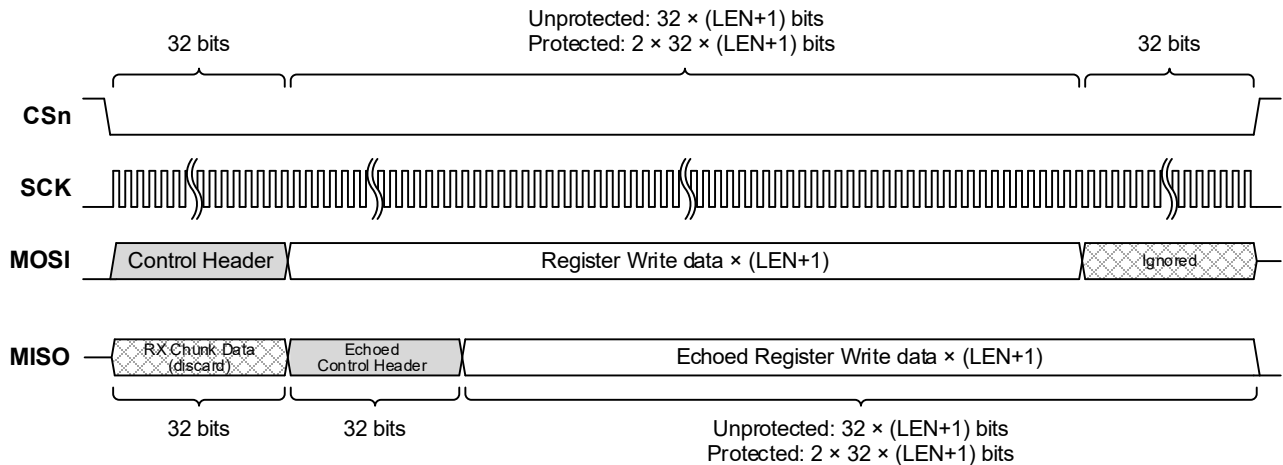 Unprotected: 32 × (LEN+1) bits
32 bits Protected: 2 × 32 × (LEN+1) bits 32 bits
CSn
SCK
MOSI Control Header Register Write data × (LEN+1) Ignored
MISO RX Chunk Data (discard) Echoed Control Header Echoed Register Write data × (LEN+1)
32 bits 32 bits Unprotected: 32 × (LEN+1) bits
Protected: 2 × 32 × (LEN+1) bits